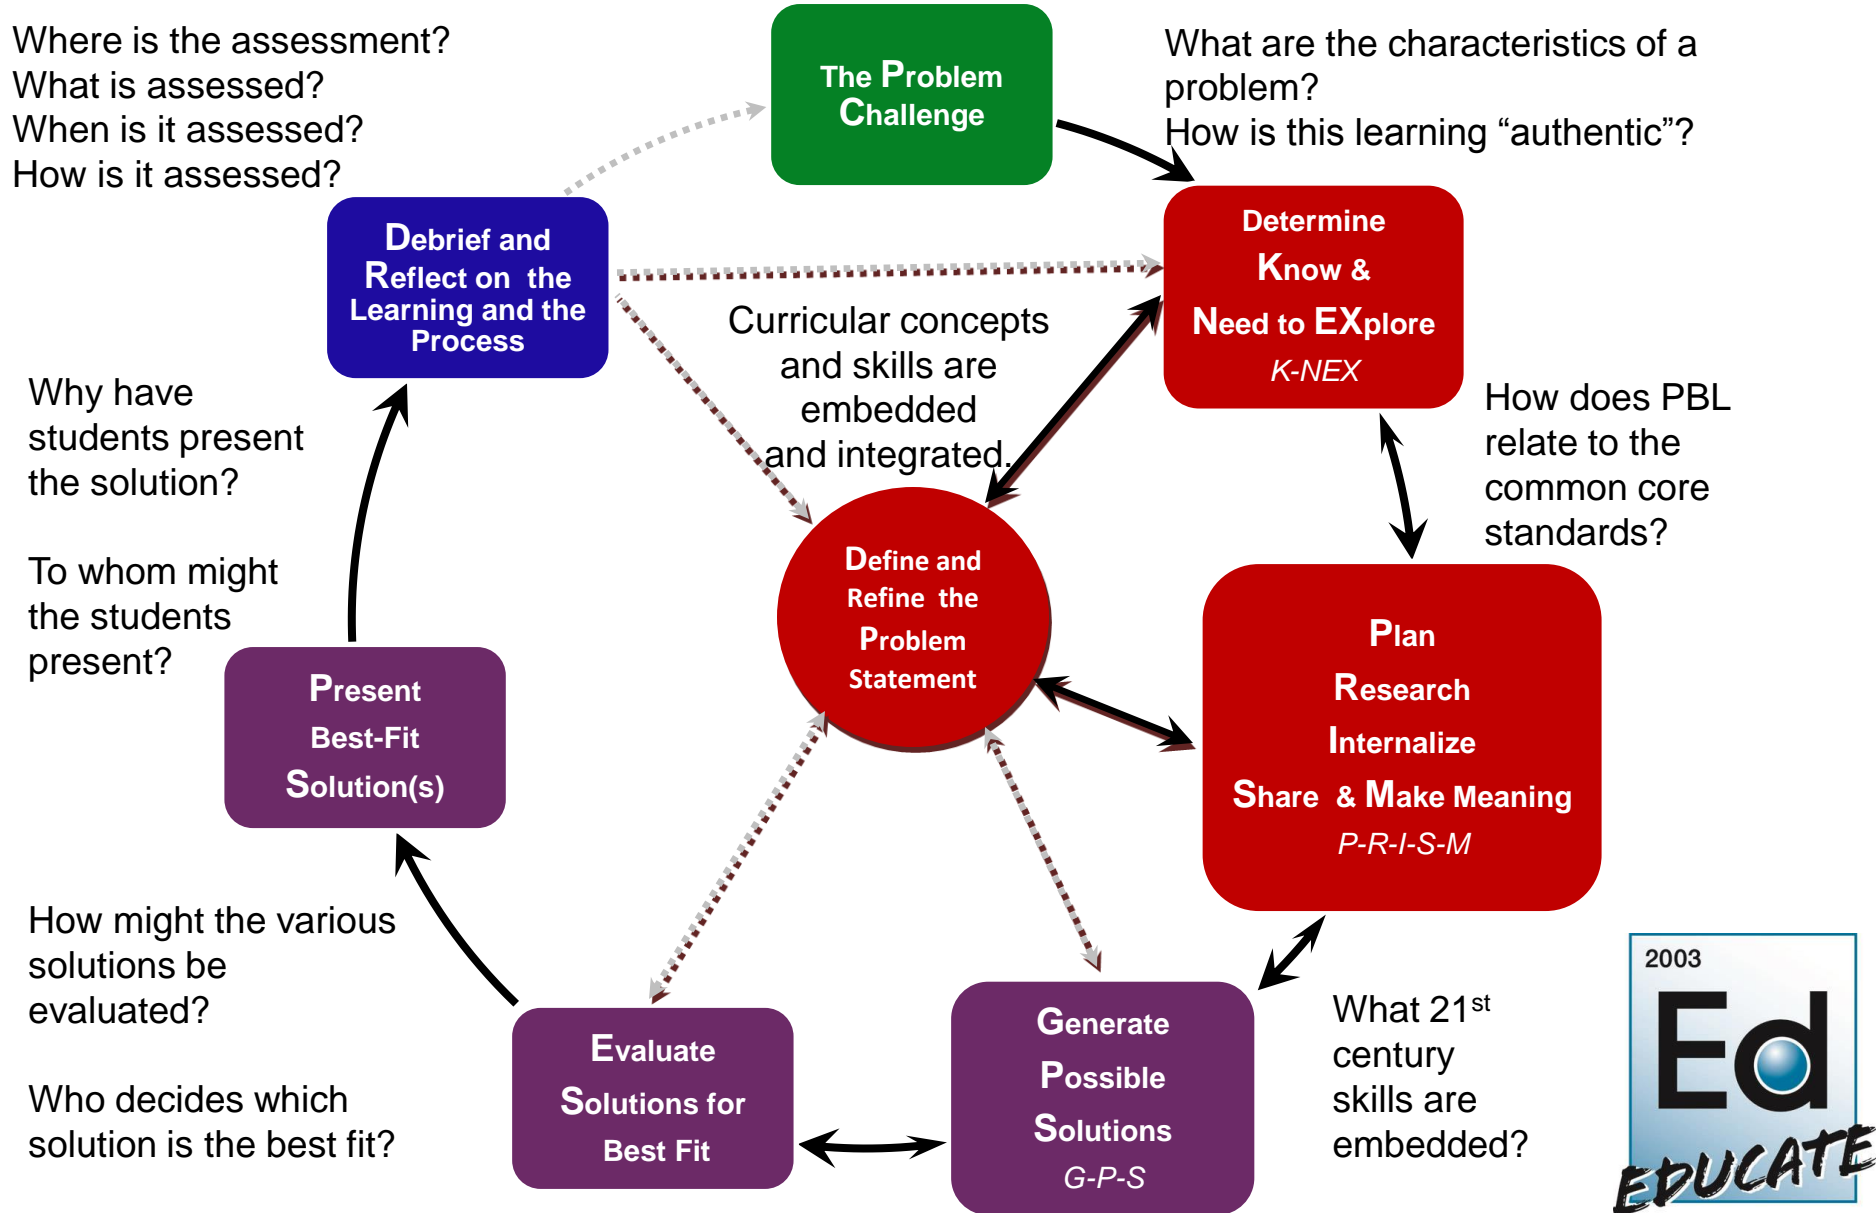 Where is the assessment?
What is assessed?
When is it assessed?
How is it assessed?
The Problem
Challenge
What are the characteristics of a
problem?
How is this learning “authentic”?
Debrief and
Reflect on the
Learning and the
Process
Determine
Know &
Need to EXplore
K-NEX
Curricular concepts
and skills are
embedded
and integrated.
Why have
students present
the solution?
To whom might
the students
present?
How does PBL
relate to the
common core
standards?
Define and
Refine the
Problem
Statement
Plan
Research
Internalize
Share & Make Meaning
P-R-I-S-M
Present
Best-Fit
Solution(s)
How might the various
solutions be
evaluated?
Who decides which
solution is the best fit?
Evaluate
Solutions for
Best Fit
Generate
Possible
Solutions
G-P-S
What 21st
century
skills are
embedded?
2003
Ed
EDUCATE